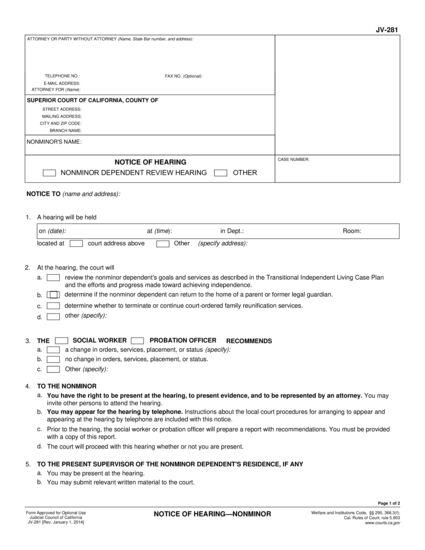 JV-281
ATTORNEY OR PARTY WITHOUT ATTORNEY (Name, State Bar number, and address):
TELEPHONE NO.: FAX NO. (Optional):
E-MAIL ADDRESS:
ATTORNEY FOR (Name):
SUPERIOR COURT OF CALIFORNIA, COUNTY OF
STREET ADDRESS:
MAILING ADDRESS:
CITY AND ZIP CODE:
BRANCH NAME:
NONMINOR'S NAME:
NOTICE OF HEARING
NONMINOR DEPENDENT REVIEW HEARING OTHER
CASE NUMBER:
NOTICE TO (name and address):
1. A hearing will be held
on (date): at (time): in Dept.: Room:
located at court address above Other (specify address):
2. At the hearing, the court will
a. review the nonminor dependent's goals and services as described in the Transitional Independent Living Case Plan
and the efforts and progress made toward achieving independence.
b. determine if the nonminor dependent can return to the home of a parent or former legal guardian.
c. determine whether to terminate or continue court-ordered family reunification services.
d. other (specify):
3. THE SOCIAL WORKER PROBATION OFFICER RECOMMENDS
a. a change in orders, services, placement, or status (specify):
b. no change in orders, services, placement, or status.
c. Other (specify):
4. TO THE NONMINOR
a. You have the right to be present at the hearing, to present evidence, and to be represented by an attorney. You may
invite other persons to attend the hearing.
b. You may appear for the hearing by telephone. Instructions about the local court procedures for arranging to appear and
appearing at the hearing by telephone are included with this notice.
c. Prior to the hearing, the social worker or probation officer will prepare a report with recommendations. You must be provided
with a copy of this report.
d. The court will proceed with this hearing whether or not you are present.
5. TO THE PRESENT SUPERVISOR OF THE NONMINOR DEPENDENT'S RESIDENCE, IF ANY
a. You may be present at the hearing.
b. You may submit relevant written material to the court.
Page 1 of 2
Form Approved for Optional Use
Judicial Council of California
JV-281 [Rev. January 1, 2014]
NOTICE OF HEARING—NONMINOR
Welfare and Institutions Code, §§ 295, 366.3(f);
Cal. Rules of Court, rule 5.903
www.courts.ca.gov